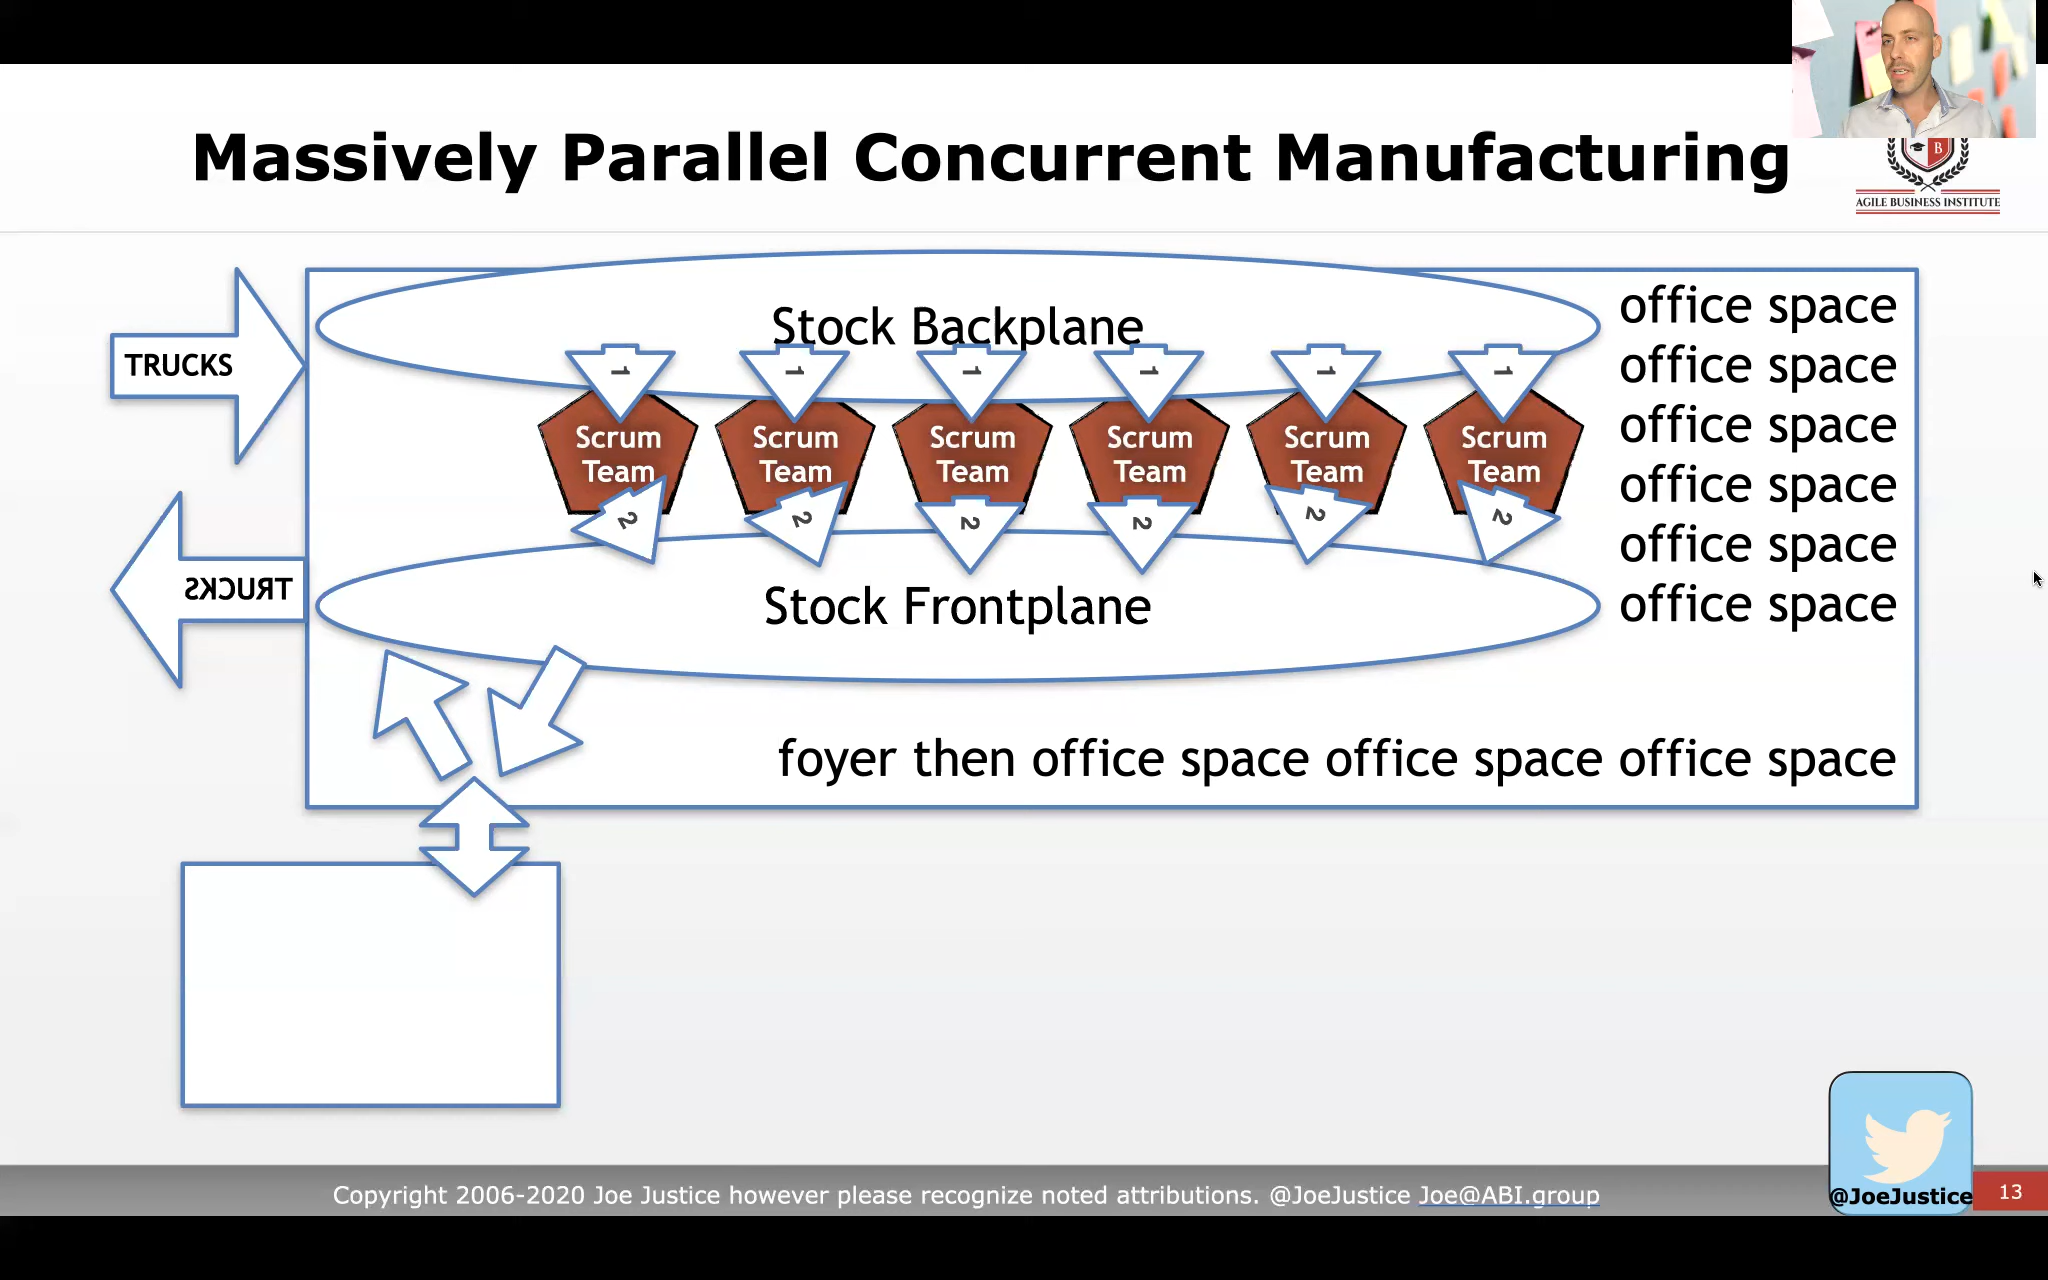 Massively Parallel Concurrent Manufacturing
B
AGILE BUSINESS INSTITUTE
TRUCKS
TRUCKS
Stock Backplane
1
1
1
1
1
1
Scrum
Team
Scrum
Team
Scrum
Team
Scrum
Team
Scrum
Team
Scrum
Team
2
2
2
2
2
2
Stock Frontplane
office space
office space
office space
office space
office space
office space
foyer then office space office space office space
Copyright 2006-2020 Joe Justice however please recognize noted attributions. @JoeJustice Joe@ABI.group
@JoeJustice
13